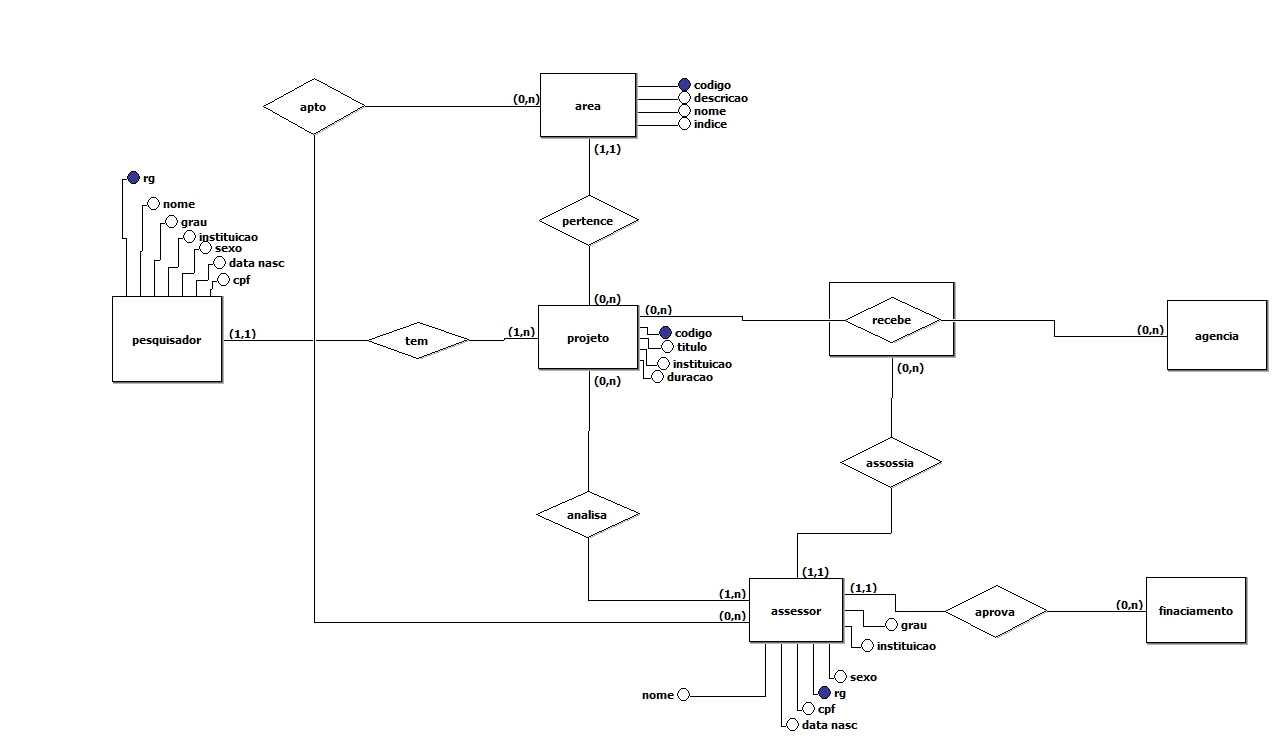 codigo
descricao
nome
indice
(0,n)
area
apto
(1,1)
rg
nome
grau
instituicao
sexo
data nasc
cpf
pertence
(0,n)
(0,n)
recebe
pesquisador
(1,1)
tem
(1,n)
projeto
codigo
titulo
instituicao
duracao
(0,n)
agencia
(0,n)
(0,n)
assossia
analisa
(1,1)
(1,n)
(0,n)
assessor
(1,1)
aprova
(0,n)
finaciamento
grau
instituicao
sexo
nome
rg
cpf
data nasc